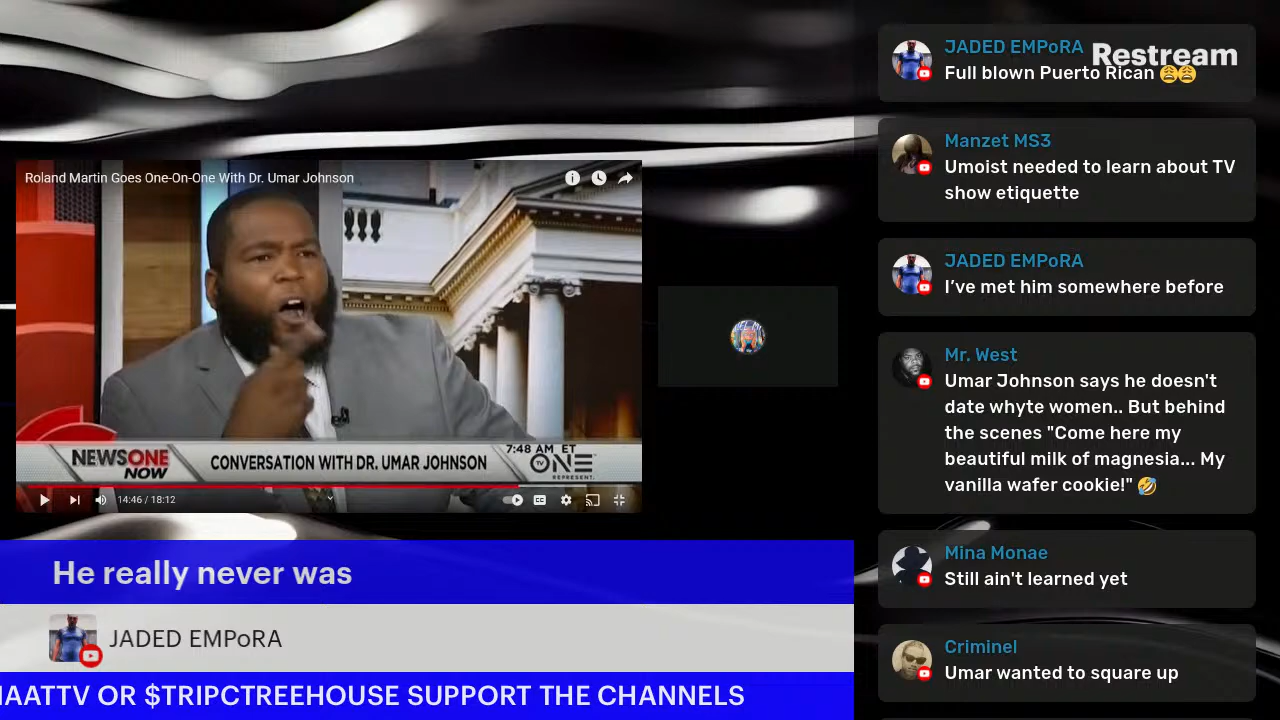 Restream
JADED EMPoRA
Full blown Puerto Rican 😩😩
Manzet MS3
Umoist needed to learn about TV
show etiquette
JADED EMPoRA
I've met him somewhere before
Mr. West
Umar Johnson says he doesn't
date whyte women.. But behind
the scenes "Come here my
beautiful milk of magnesia... My
vanilla wafer cookie!" 🤣
Mina Monae
Still ain't learned yet
Criminel
Umar wanted to square up
Roland Martin Goes One-On-One With Dr. Umar Johnson
NEWSONE
NOW
CONVERSATION WITH DR. UMAR JOHNSON
7:48 AM ET
TV ONE
REPRESENT.
14:46 / 18:12
CC
He really never was
JADED EMPoRA
IAATTV OR $TRIPCTREEHOUSE SUPPORT THE CHANNELS